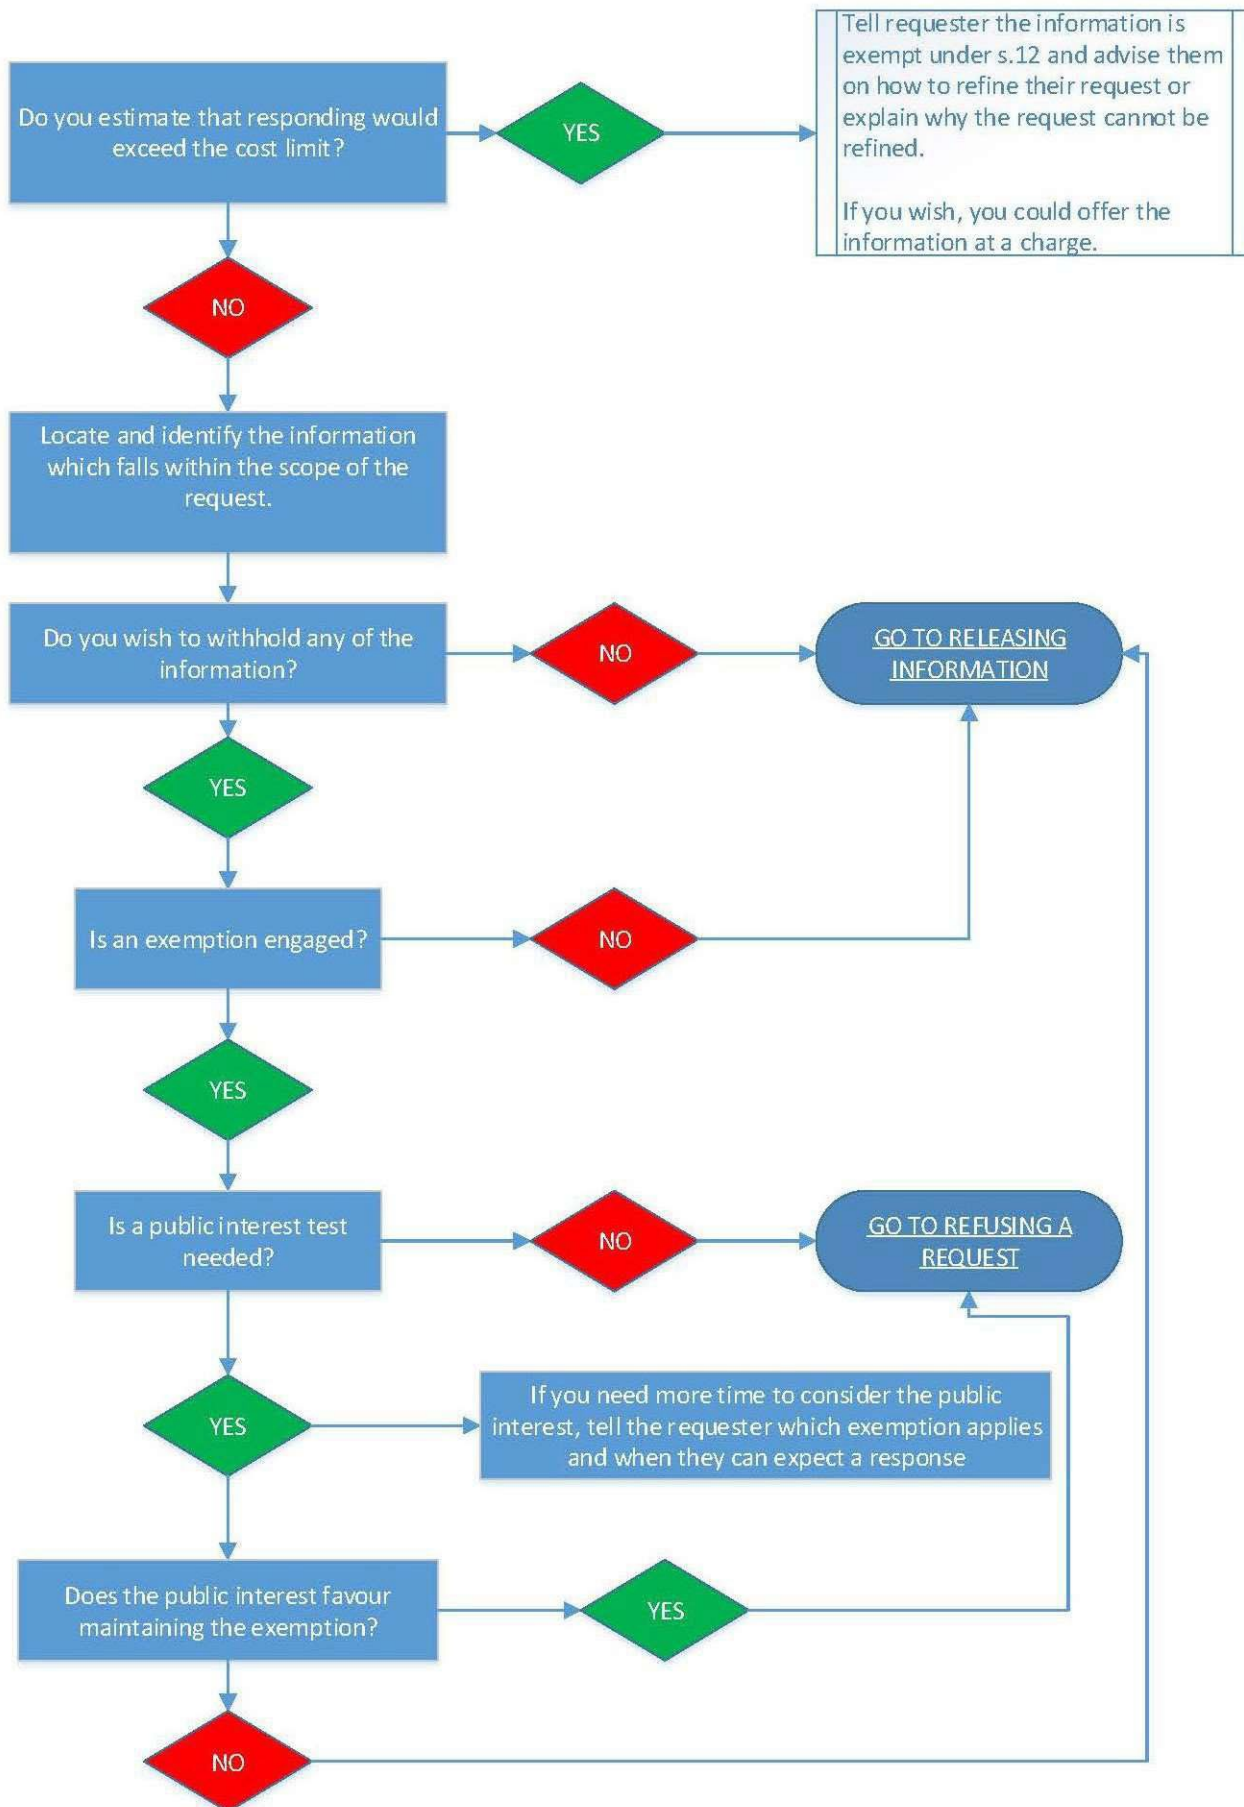 Do you estimate that responding would
exceed the cost limit?
YES
Tell requester the information is
exempt under s.12 and advise them
on how to refine their request or
explain why the request cannot be
refined.
If you wish, you could offer the
information at a charge.
NO
Locate and identify the information
which falls within the scope of the
request.
Do you wish to withhold any of the
information?
NO
GO TO RELEASING
INFORMATION
YES
Is an exemption engaged?
NO
YES
Is a public interest test
needed?
NO
GO TO REFUSING A
REQUEST
YES
If you need more time to consider the public
interest, tell the requester which exemption applies
and when they can expect a response
Does the public interest favour
maintaining the exemption?
YES
NO